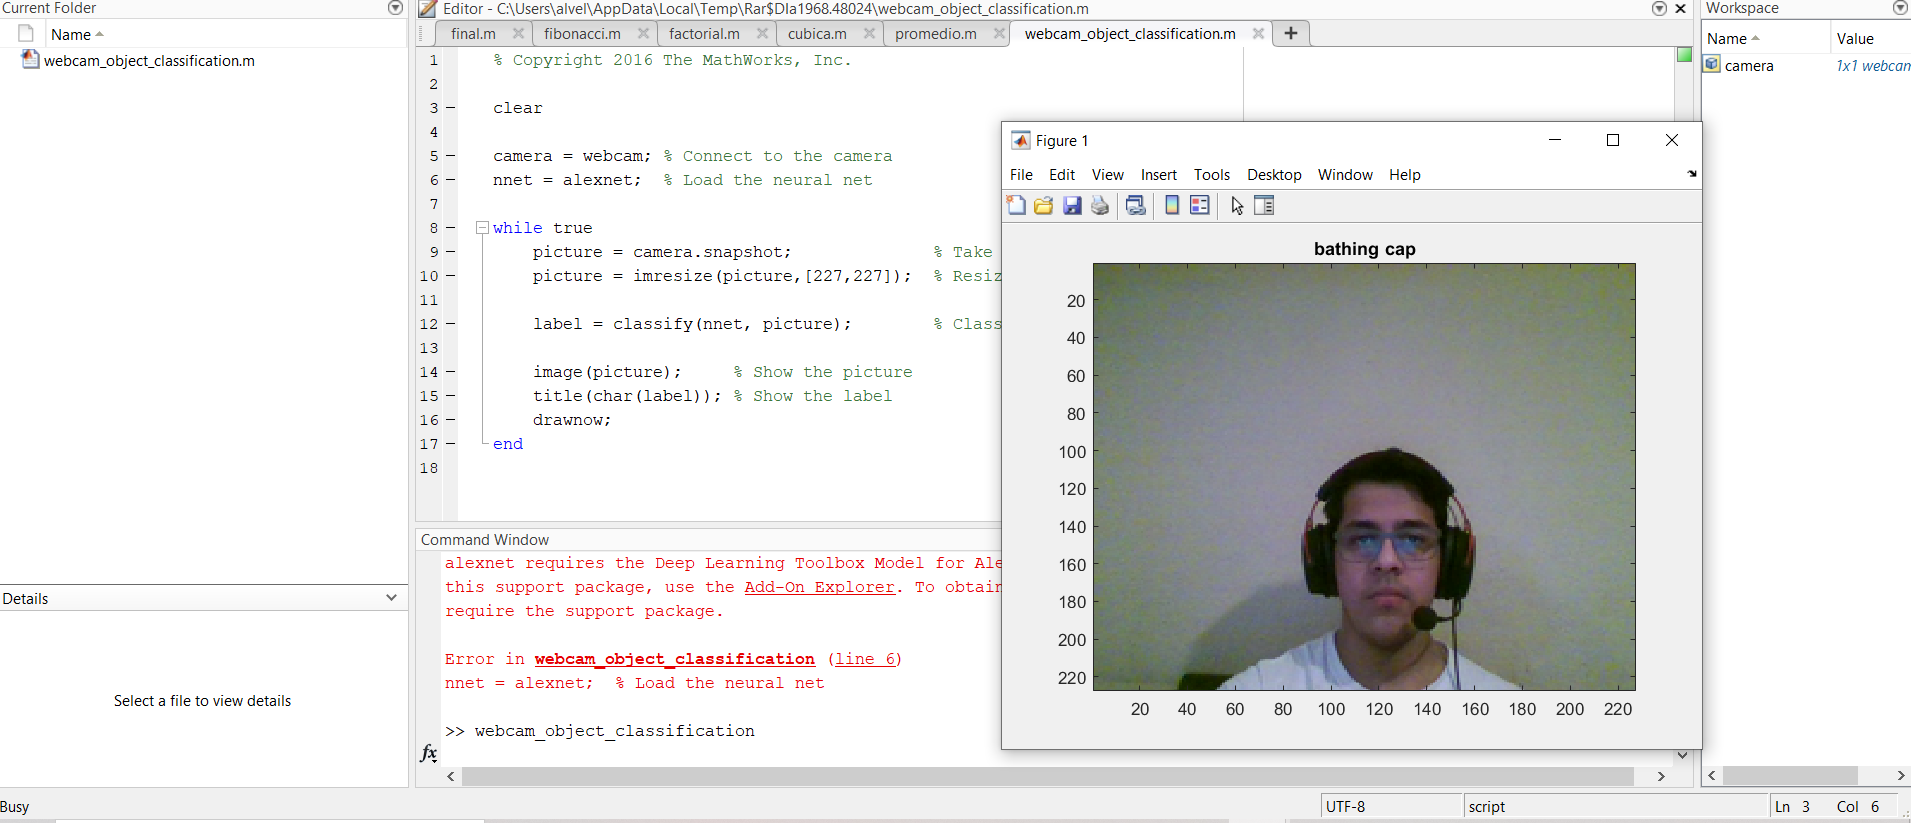 Current Folder
Name
webcam_object_classification.m
Details
Select a file to view details
Busy
Editor - C:\Users\alvel\AppData\Local\Temp\Rar$DIa1968.48024\webcam_object_classification.m
final.m fibonacci.m factorial.m cubica.m promedio.m webcam_object_classification.m
1 % Copyright 2016 The MathWorks, Inc.
2
3 clear
4
5 camera = webcam; % Connect to the camera
6 nnet = alexnet;  % Load the neural net
7
8 while true
9 picture = camera.snapshot; % Take
10 picture = imresize(picture,[227,227]); % Resiz
11
12 label = classify(nnet, picture); % Class
13
14 image(picture); % Show the picture
15 title(char(label)); % Show the label
16 drawnow;
17 end
18
Command Window
alexnet requires the Deep Learning Toolbox Model for Ale
this support package, use the Add-On Explorer. To obtain
require the support package.
Error in webcam_object_classification (line 6)
nnet = alexnet;  % Load the neural net
>> webcam_object_classification
fx
Figure 1
File Edit View Insert Tools Desktop Window Help
bathing cap
20
40
60
80
100
120
140
160
180
200
220
20 40 60 80 100 120 140 160 180 200 220
Workspace
Name Value
camera 1x1 webcam
UTF-8 script Ln 3 Col 6